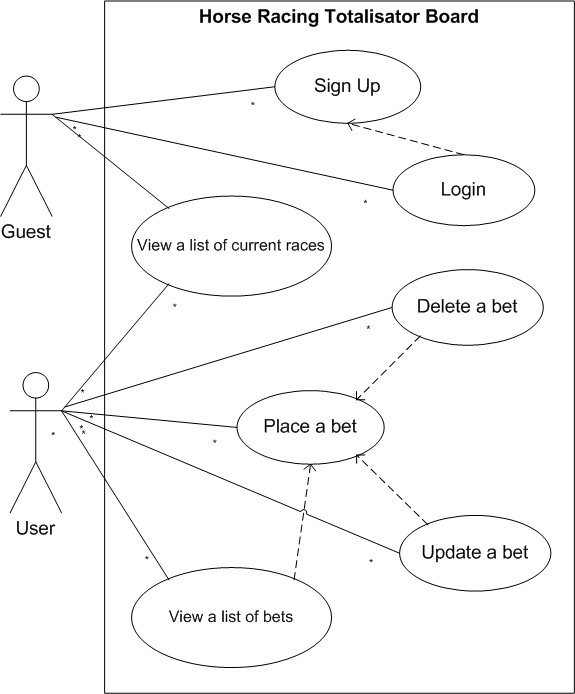 Horse Racing Totalisator Board
Sign Up
*
*
*
Login
*
Guest
View a list of current races
*
Delete a bet
*
*
*
*
*
*
Place a bet
*
User
Update a bet
*
*
View a list of bets